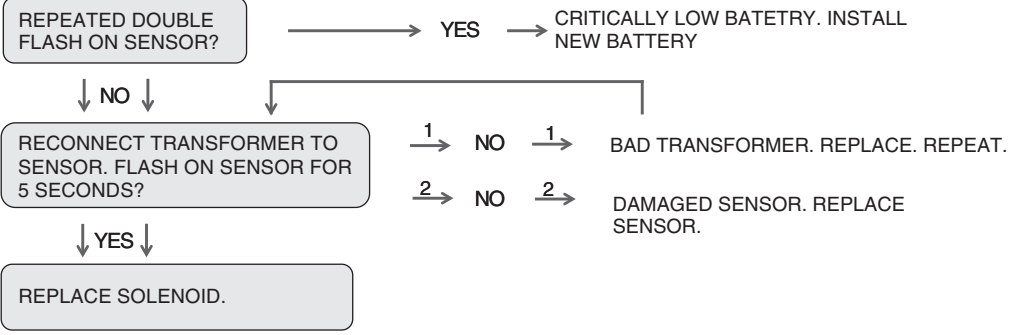 REPEATED DOUBLE
FLASH ON SENSOR?
YES
CRITICALLY LOW BATETRY. INSTALL
NEW BATTERY
NO
RECONNECT TRANSFORMER TO
SENSOR. FLASH ON SENSOR FOR
5 SECONDS?
1
NO
1
BAD TRANSFORMER. REPLACE. REPEAT.
2
NO
2
DAMAGED SENSOR. REPLACE
SENSOR.
YES
REPLACE SOLENOID.